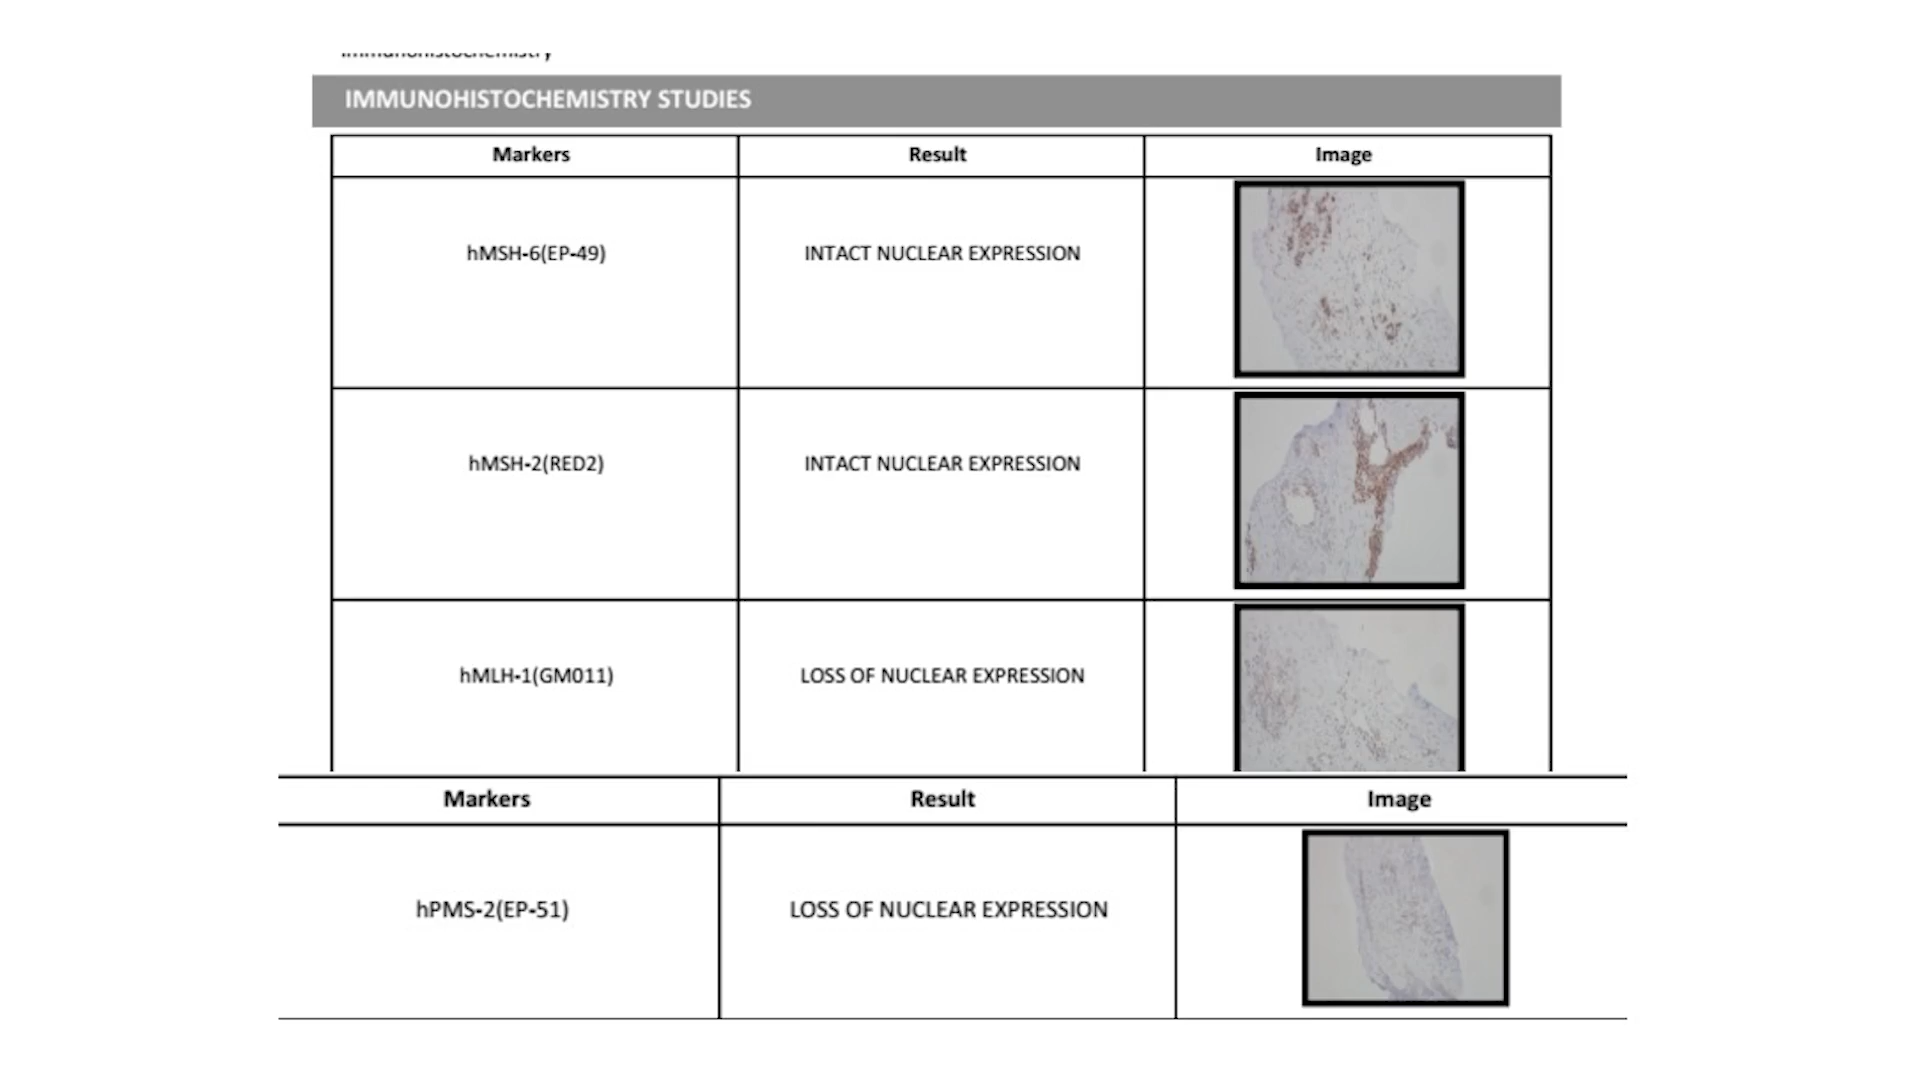 Immunohistochemistry
IMMUNOHISTOCHEMISTRY STUDIES
Markers Result Image
hMSH-6(EP-49) INTACT NUCLEAR EXPRESSION
hMSH-2(RED2) INTACT NUCLEAR EXPRESSION
hMLH-1(GM011) LOSS OF NUCLEAR EXPRESSION
Markers Result Image
hPMS-2(EP-51) LOSS OF NUCLEAR EXPRESSION